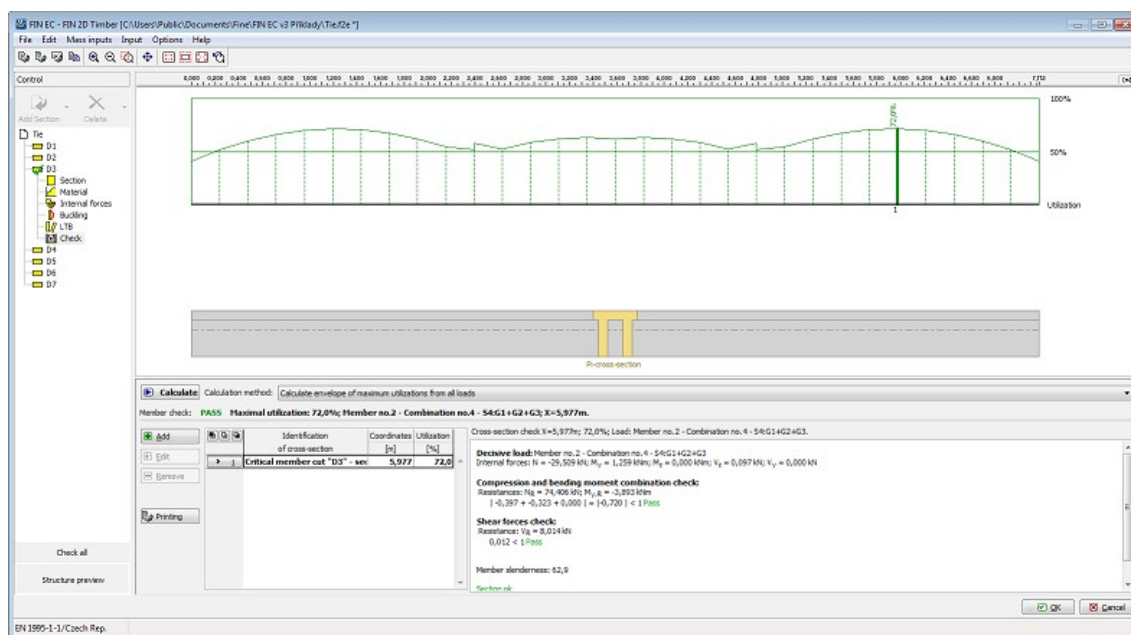 FIN EC - FIN 2D Timber [C:\Users\Public\Documents\Fine\FIN EC v3 Příklady\Tie.f2e *]
File Edit Mass inputs Input Options Help
Control
Add Section Delete
Tie
D1
D2
D3
Section
Material
Internal forces
Buckling
LTB
Check
D4
D5
D6
D7
100%
72,0%
50%
Utilization
1
Pi-cross-section
Calculate Calculation method: Calculate envelope of maximum utilizations from all loads
Member check: PASS Maximal utilization: 72,0%; Member no.2 - Combination no.4 - S4:G1+G2+G3; X=5,977m.
Add
Edit
Remove
Printing
Identification of cross-section
Coordinates [m]
Utilization [%]
1 Critical member cut "D3" - sec 5,977 72,0
Cross-section check X=5,977m; 72,0%; Load: Member no.2 - Combination no.4 - S4:G1+G2+G3.
Decisive load: Member no.2 - Combination no.4 - S4:G1+G2+G3
Internal forces: N = -29,509 kN; My = 1,259 kNm; Mz = 0,000 kNm; Vz = 0,097 kN; Vy = 0,000 kN
Compression and bending moment combination check:
Resistances: NR = 74,406 kN; My,R = -3,893 kNm
| -0,397 + -0,323 + 0,000 | = |-0,720 | < 1 Pass
Shear forces check:
Resistance: VR = 8,014 kN
0,012 < 1 Pass
Member slenderness: 62,9
Section ok
Check all
Structure preview
OK Cancel
EN 1995-1-1/Czech Rep.